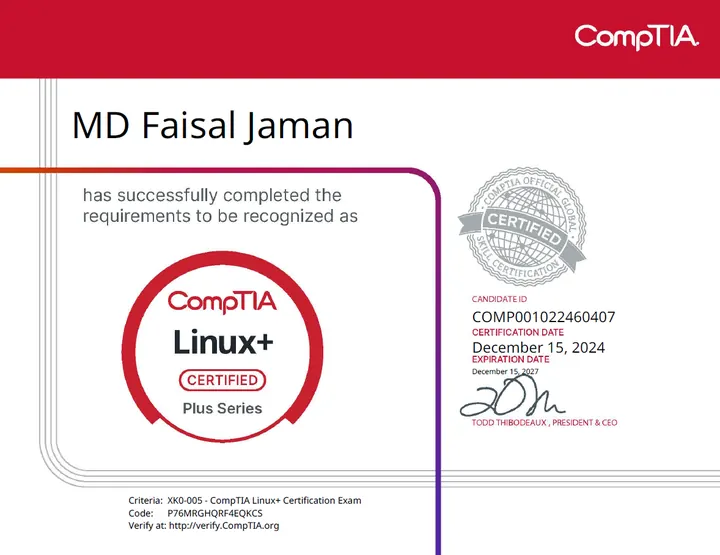 CompTIA.
MD Faisal Jaman
has successfully completed the
requirements to be recognized as
COMPTIA OFFICIAL GLOBAL
CERTIFIED
SKILL CERTIFICATION
CompTIA
Linux+
CERTIFIED
Plus Series
CANDIDATE ID
COMP001022460407
CERTIFICATION DATE
December 15, 2024
EXPIRATION DATE
December 15, 2027
TODD THIBODEAUX , PRESIDENT & CEO
Criteria: XK0-005 - CompTIA Linux+ Certification Exam
Code: P76MRGHQRF4EQKCS
Verify at: http://verify.CompTIA.org